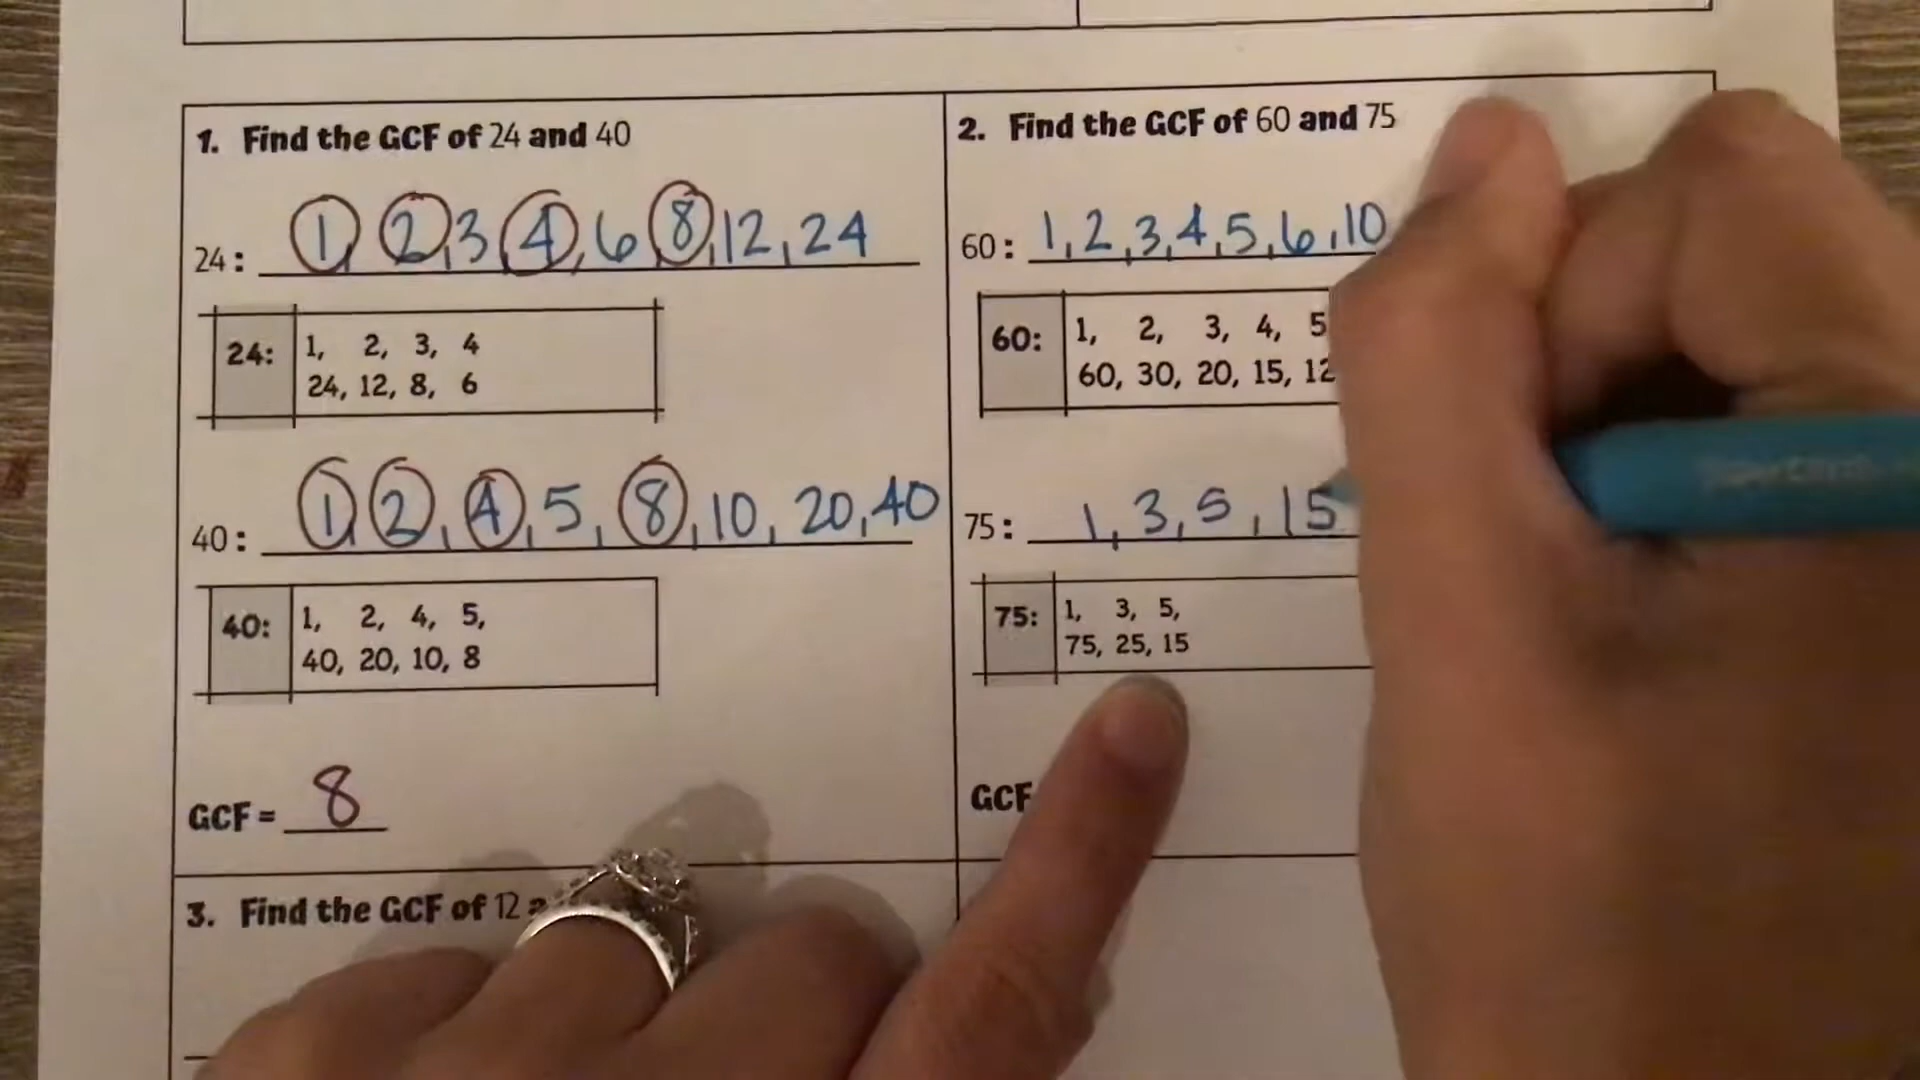 1. Find the GCF of 24 and 40
24: 1, 2, 3, 4, 6, 8, 12, 24
24: 1, 2, 3, 4
24, 12, 8, 6
40: 1, 2, 4, 5, 8, 10, 20, 40
40: 1, 2, 4, 5,
40, 20, 10, 8
GCF = 8
2. Find the GCF of 60 and 75
60: 1, 2, 3, 4, 5, 6, 10
60: 1, 2, 3, 4, 5
60, 30, 20, 15, 12
75: 1, 3, 5, 15
75: 1, 3, 5,
75, 25, 15
GCF
3. Find the GCF of 12